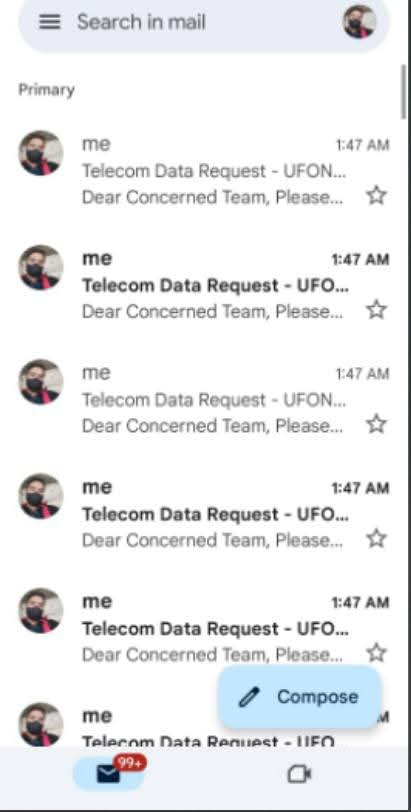 Search in mail
Primary
me 1:47 AM
Telecom Data Request - UFON...
Dear Concerned Team, Please...
me 1:47 AM
Telecom Data Request - UFO...
Dear Concerned Team, Please...
me 1:47 AM
Telecom Data Request - UFON...
Dear Concerned Team, Please...
me 1:47 AM
Telecom Data Request - UFO...
Dear Concerned Team, Please...
me 1:47 AM
Telecom Data Request - UFO...
Dear Concerned Team, Please...
Compose
me
Telecom Data Request - UFO
99+